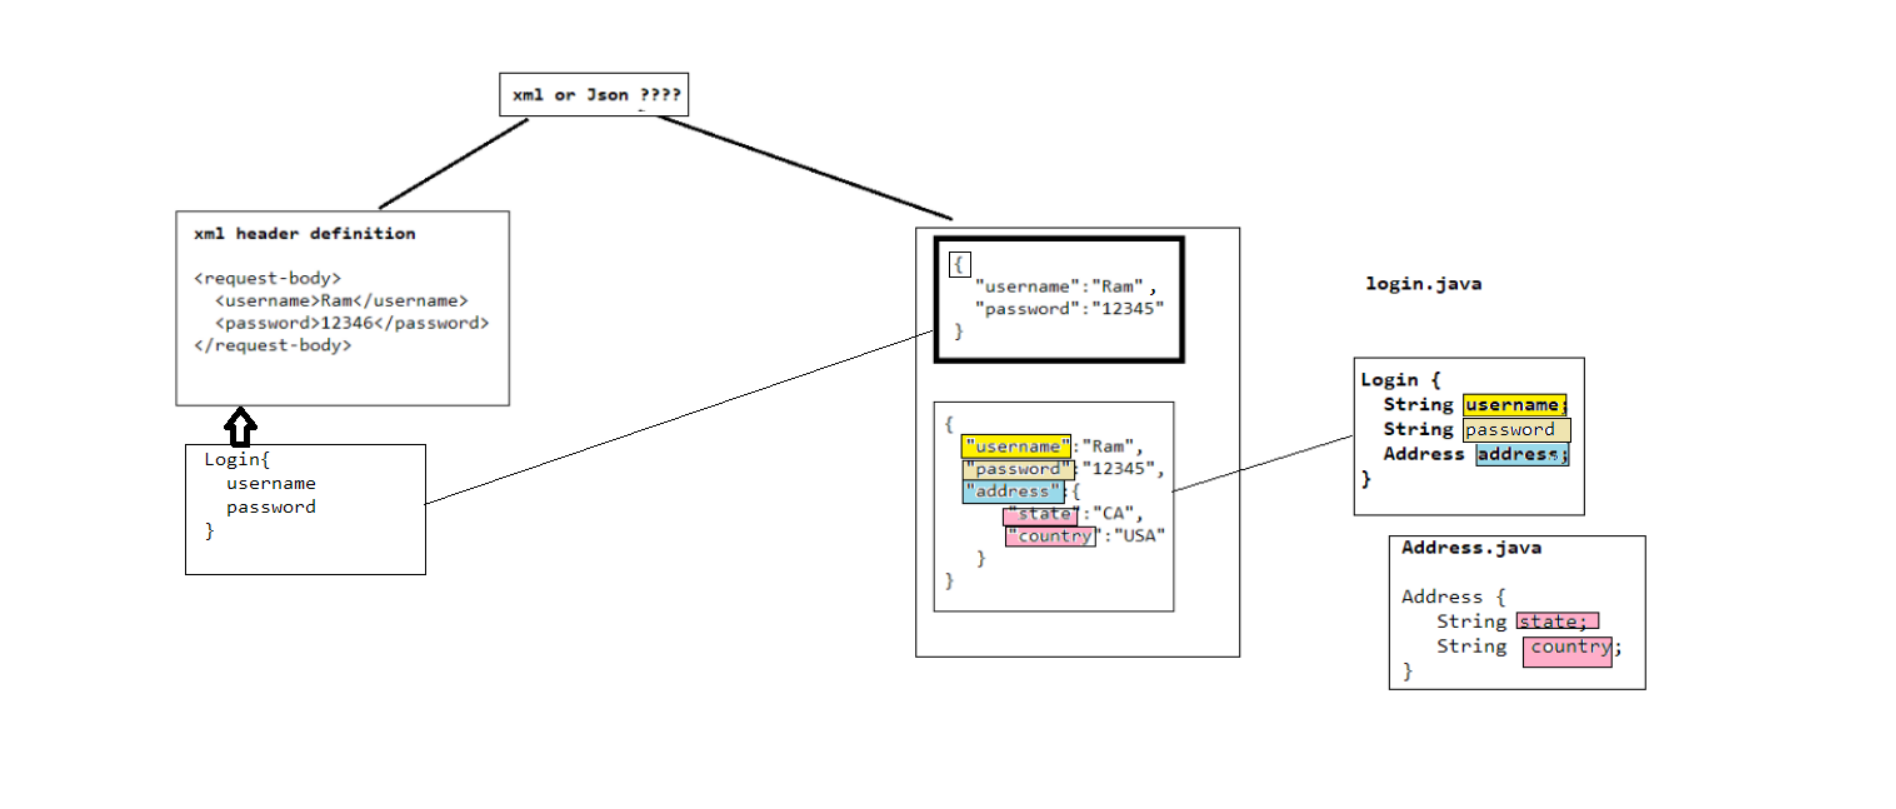 xml or Json ????
xml header definition
<request-body>
<username>Ram</username>
<password>12346</password>
</request-body>
Login{
username
password
}
{
"username":"Ram",
"password":"12345"
}
{
"username":"Ram",
"password":"12345",
"address":{
"state":"CA",
"country":"USA"
}
}
login.java
Login {
String username;
String password
Address address;
}
Address.java
Address {
String state;
String country;
}